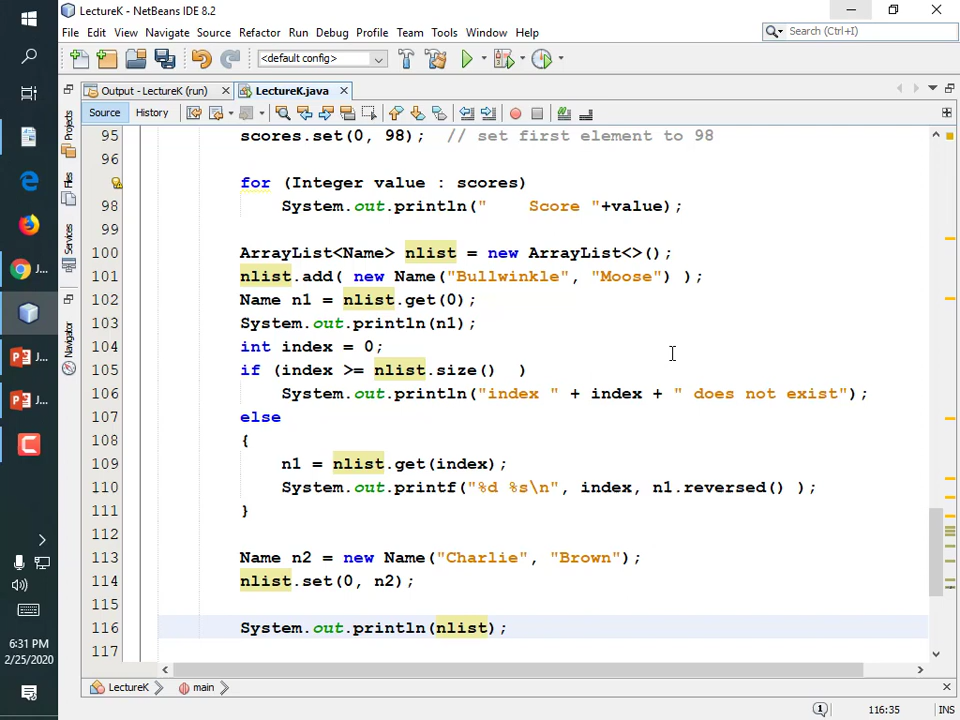 LectureK - NetBeans IDE 8.2
File Edit View Navigate Source Refactor Run Debug Profile Team Tools Window Help
Search (Ctrl+I)
<default config>
Output - LectureK (run) x LectureK.java x
Source History
Projects
Files
Services
Navigator
J...
J...
J...
95 scores.set(0, 98); // set first element to 98
96
for (Integer value : scores)
98 System.out.println("    Score "+value);
99
100 ArrayList<Name> nlist = new ArrayList<>();
101 nlist.add( new Name("Bullwinkle", "Moose") );
102 Name n1 = nlist.get(0);
103 System.out.println(n1);
104 int index = 0;
105 if (index >= nlist.size()  )
106 System.out.println("index " + index + " does not exist");
107 else
108 {
109 n1 = nlist.get(index);
110 System.out.printf("%d %s\n", index, n1.reversed() );
111 }
112
113 Name n2 = new Name("Charlie", "Brown");
114 nlist.set(0, n2);
115
116 System.out.println(nlist);
117
LectureK main
6:31 PM
2/25/2020
1 116:35 INS